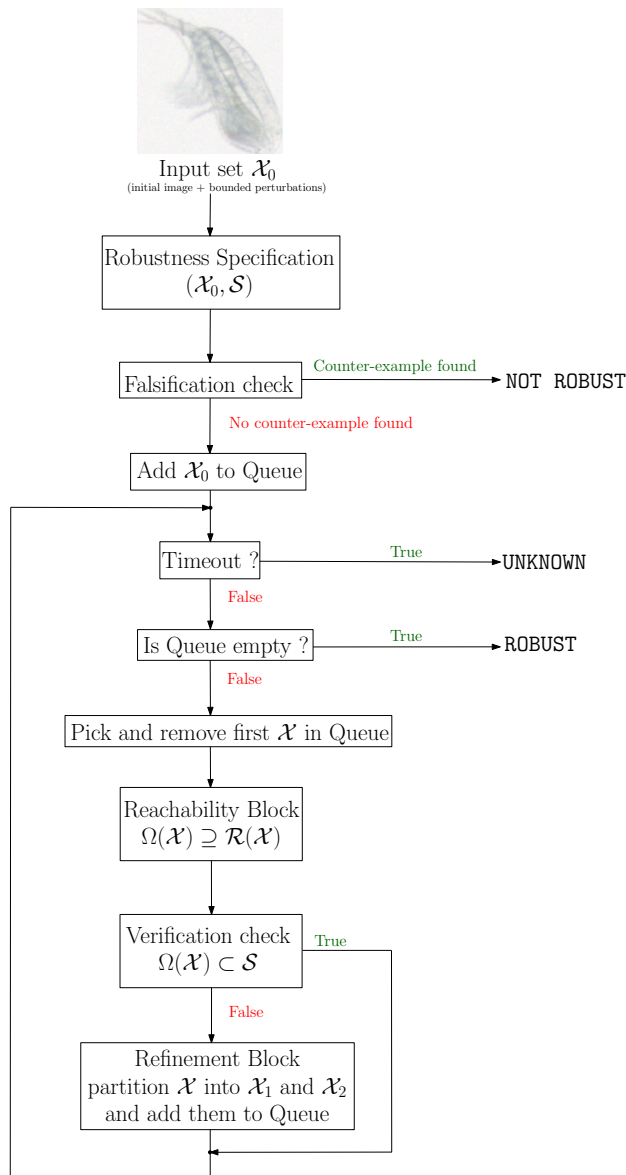 Input set 𝒳₀
(initial image + bounded perturbations)
Robustness Specification
(𝒳₀, 𝒮)
Counter-example found
Falsification check
NOT ROBUST
No counter-example found
Add 𝒳₀ to Queue
True
Timeout ?
UNKNOWN
False
True
Is Queue empty ?
ROBUST
False
Pick and remove first 𝒳 in Queue
Reachability Block
Ω(𝒳) ⊇ ℛ(𝒳)
Verification check
True
Ω(𝒳) ⊂ 𝒮
False
Refinement Block
partition 𝒳 into 𝒳₁ and 𝒳₂
and add them to Queue